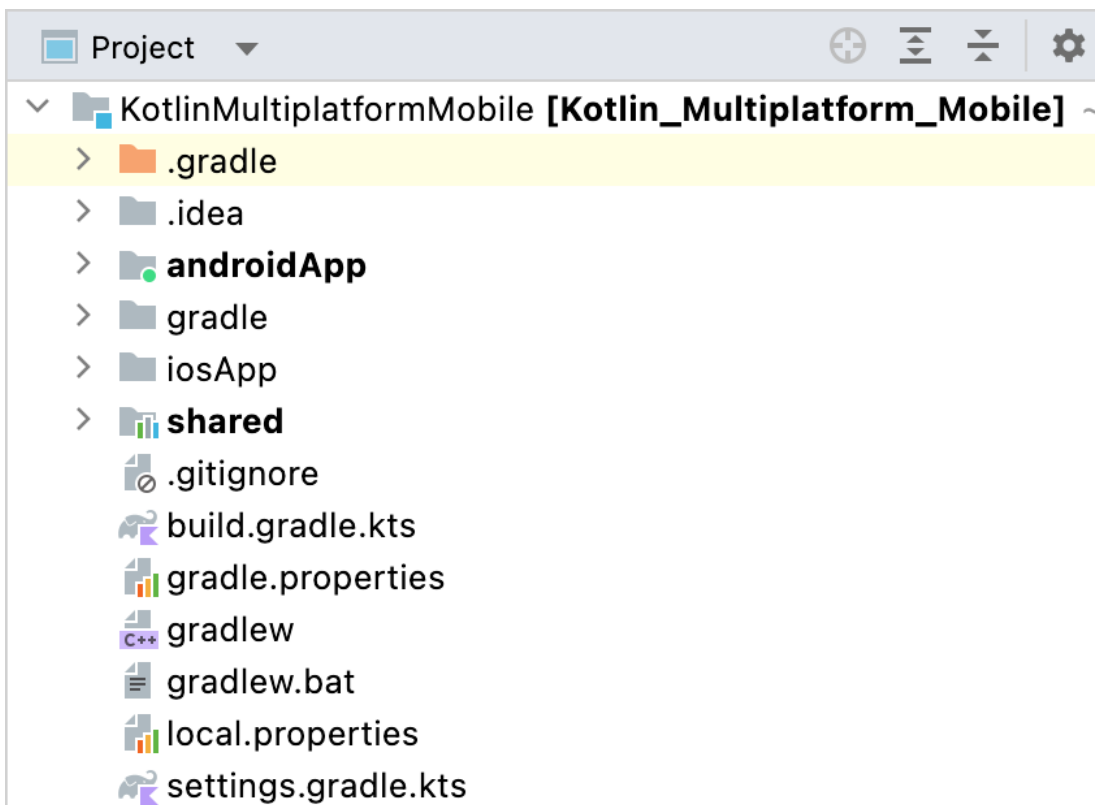 Project
KotlinMultiplatformMobile [Kotlin_Multiplatform_Mobile] ~
.gradle
.idea
androidApp
gradle
iosApp
shared
.gitignore
build.gradle.kts
gradle.properties
C++ gradlew
gradlew.bat
local.properties
settings.gradle.kts